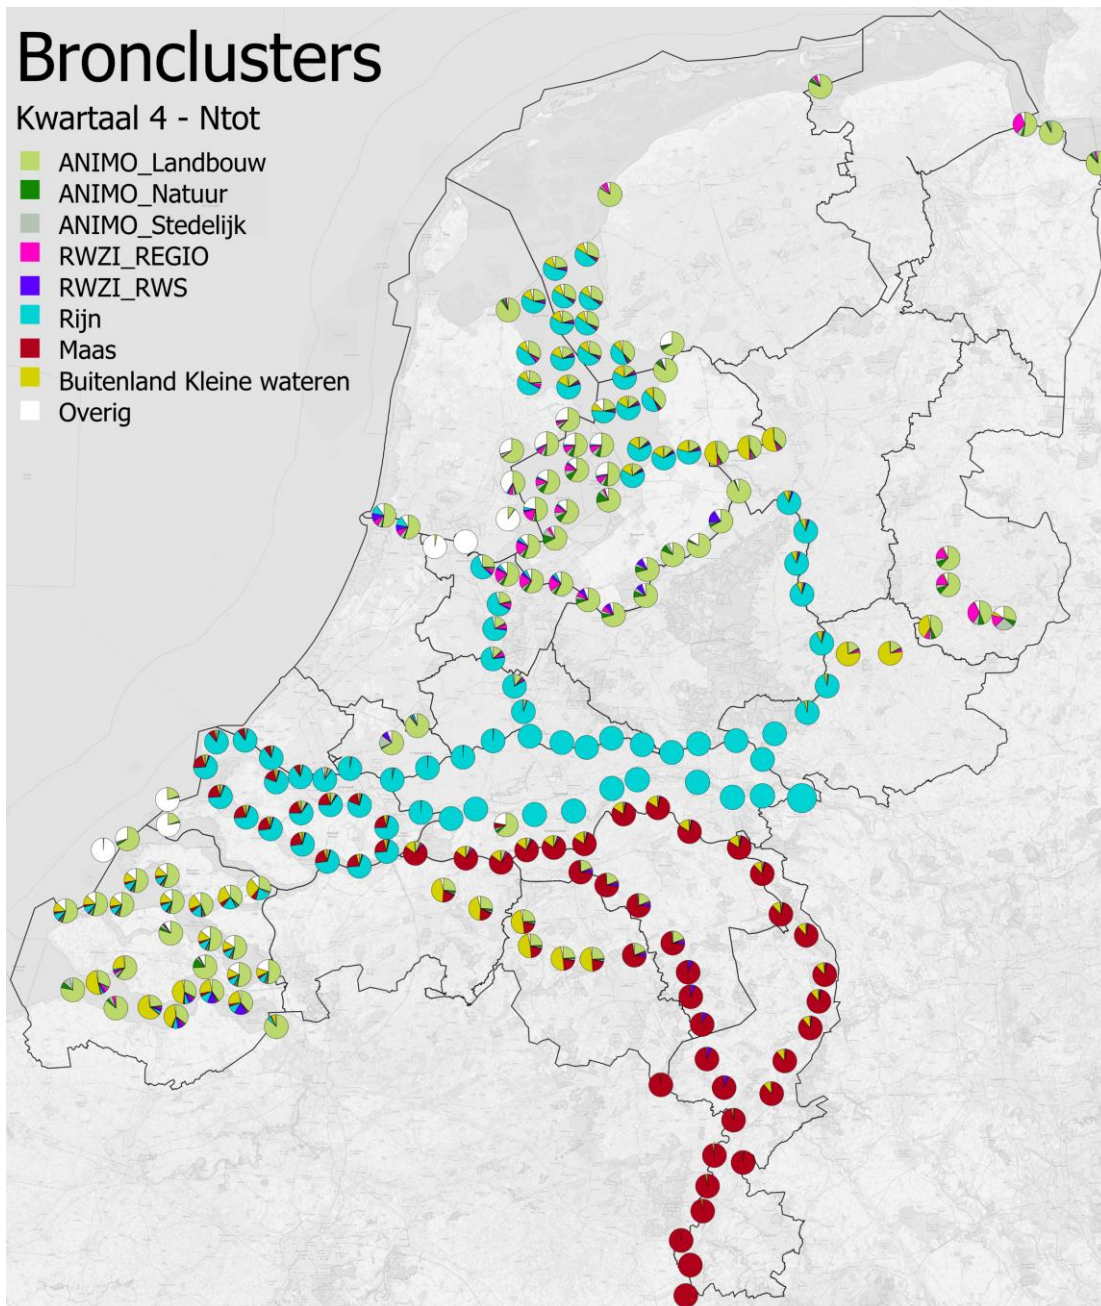 Bronclusters
Kwartaal 4 - Ntot
ANIMO_Landbouw
ANIMO_Natuur
ANIMO_Stedelijk
RWZI_REGIO
RWZI_RWS
Rijn
Maas
Buitenland Kleine wateren
Overig